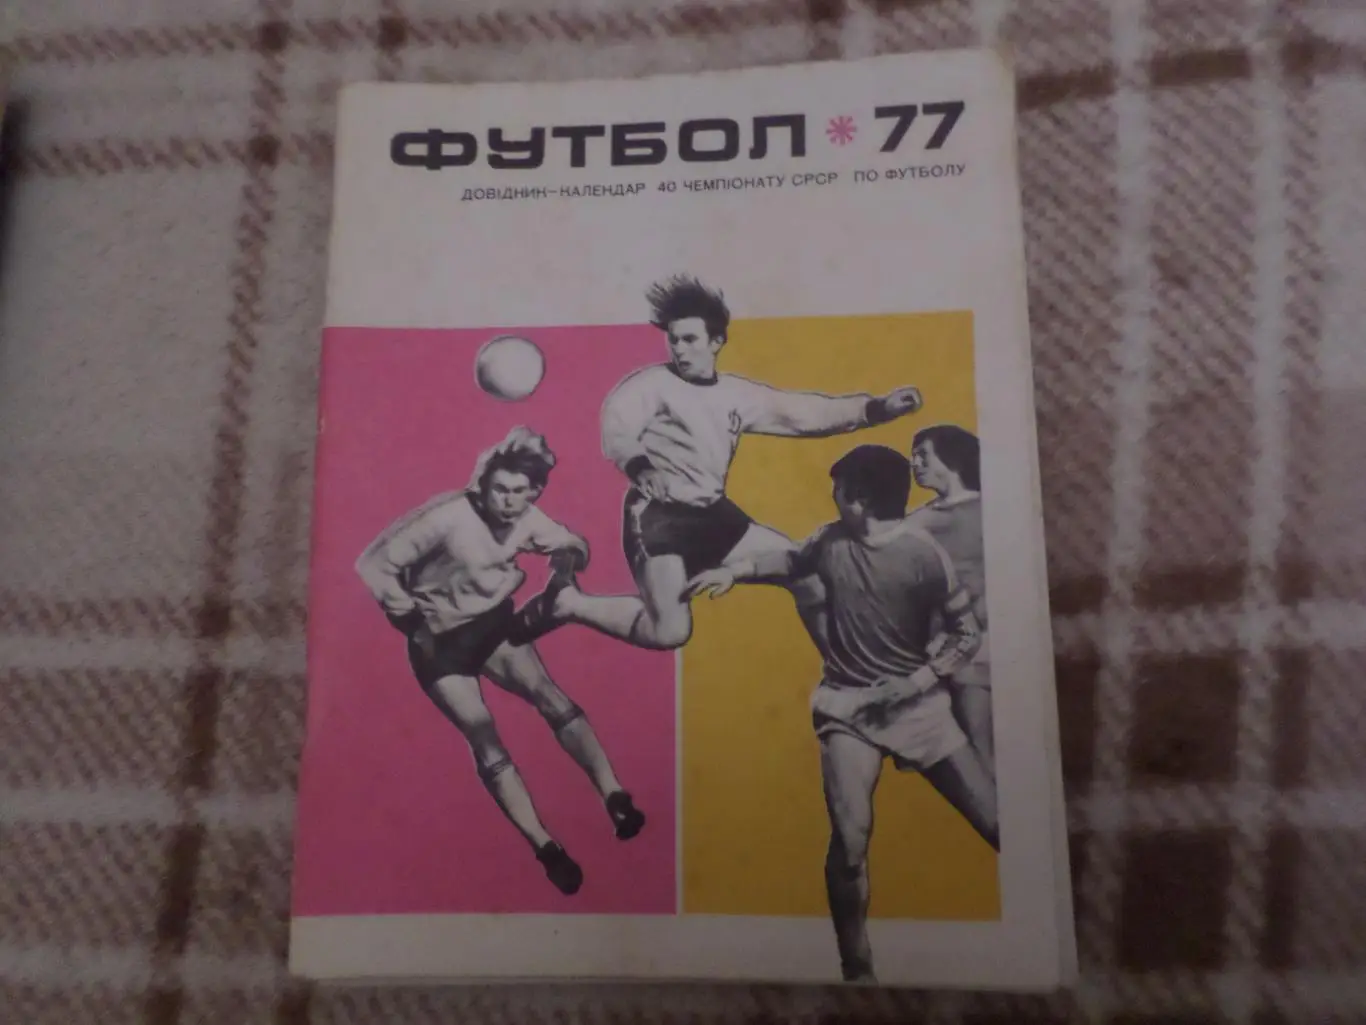 ФУТБОЛ * 77
ДОВІДНИК–КАЛЕНДАР 40 ЧЕМПІОНАТУ СРСР ПО ФУТБОЛУ